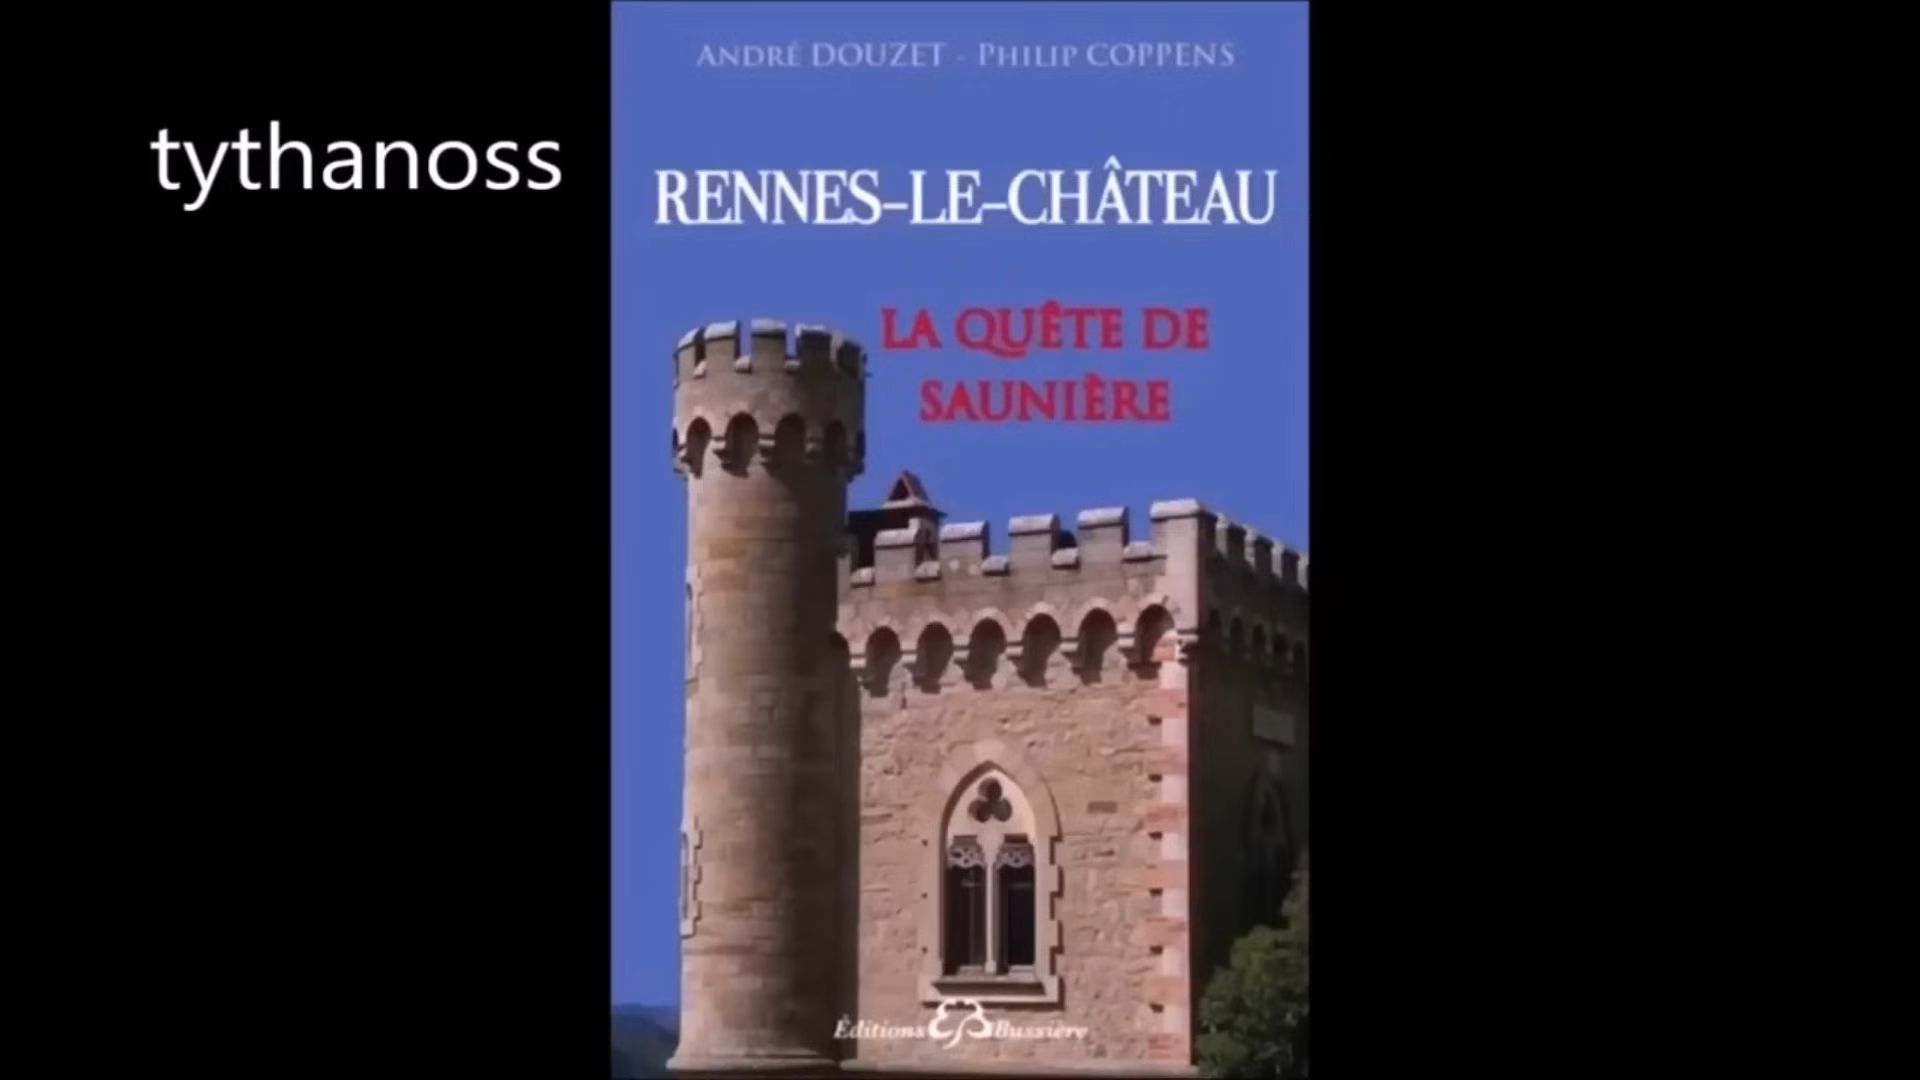 tythanoss
ANDRÉ DOUZET - PHILIP COPPENS
RENNES-LE-CHÂTEAU
LA QUÊTE DE
SAUNIÈRE
Éditions Bussière